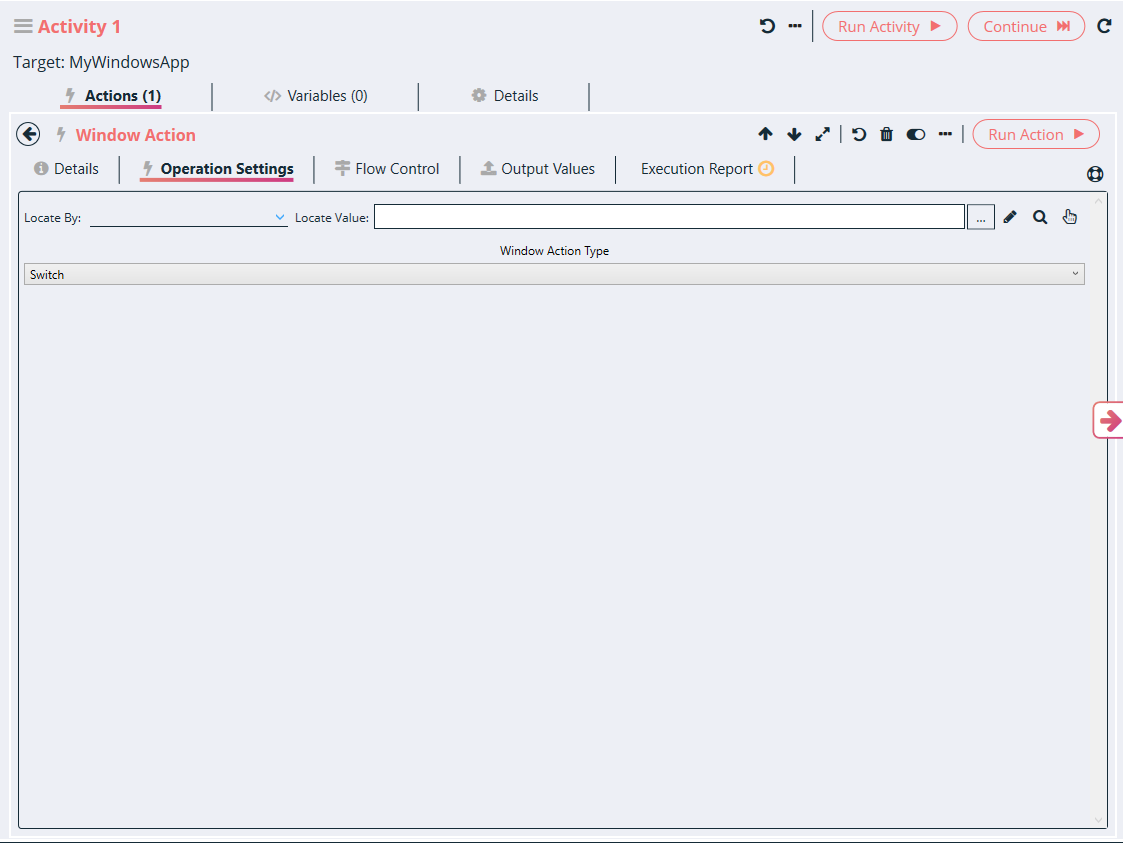 Activity 1
Run Activity
Continue
Target: MyWindowsApp
Actions (1)
Variables (0)
Details
Window Action
Run Action
Details
Operation Settings
Flow Control
Output Values
Execution Report
Locate By:
Locate Value:
...
Window Action Type
Switch